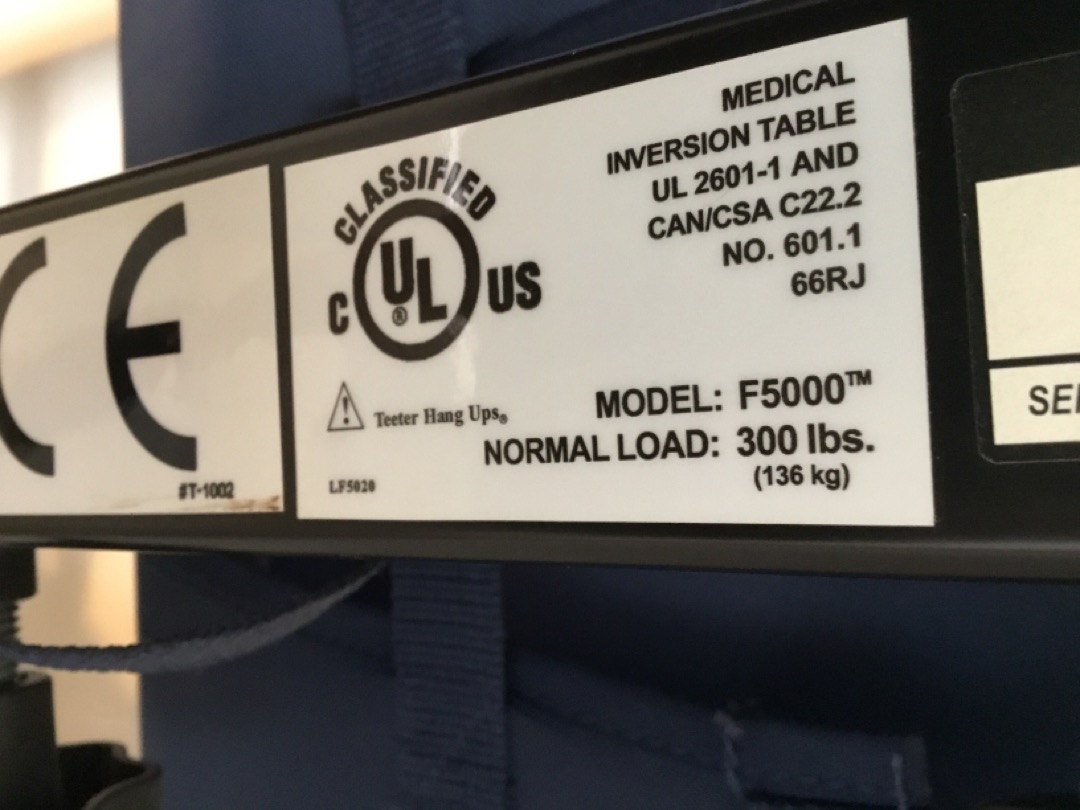 CE
#T-1002
CLASSIFIED
C UL® US
MEDICAL
INVERSION TABLE
UL 2601-1 AND
CAN/CSA C22.2
NO. 601.1
66RJ
Teeter Hang Ups®
LF5020
MODEL: F5000™
NORMAL LOAD: 300 lbs.
(136 kg)